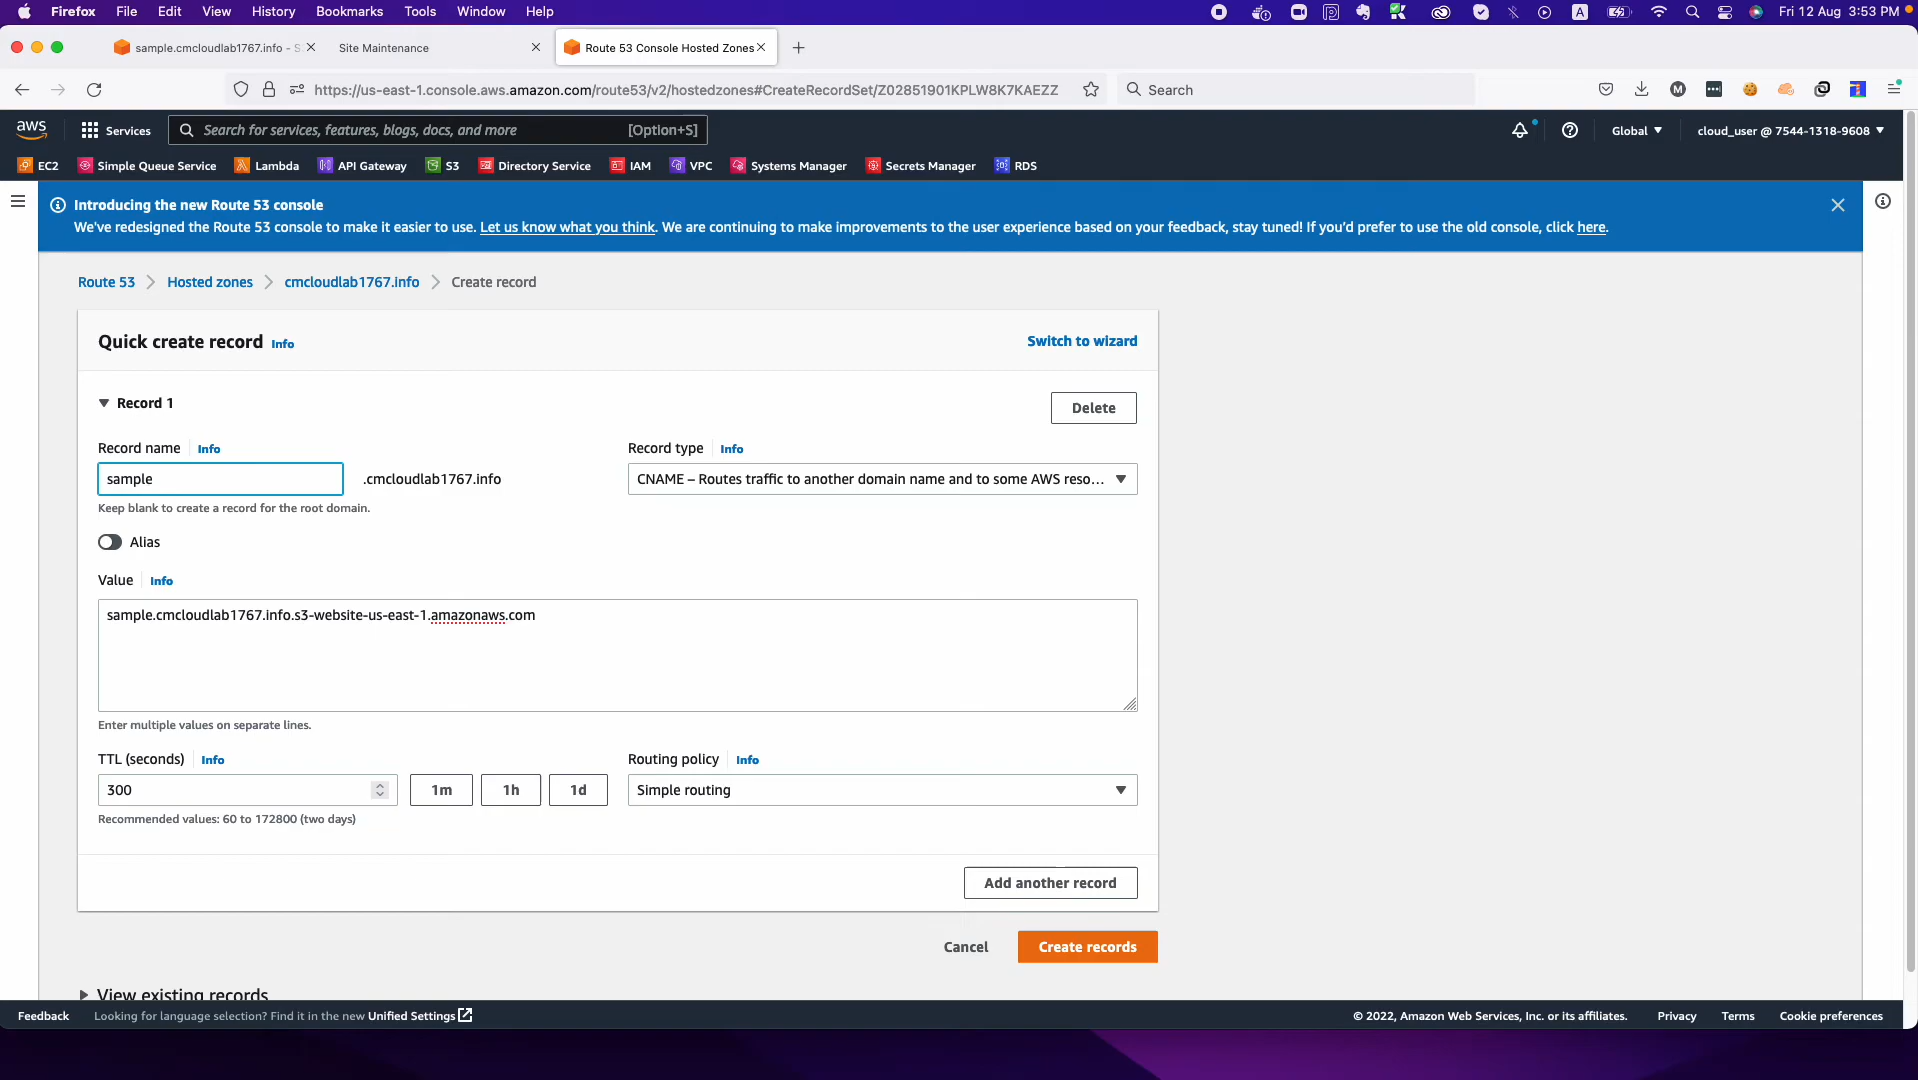 Firefox File Edit View History Bookmarks Tools Window Help
Fri 12 Aug 3:53 PM
sample.cmcloudlab1767.info - S
Site Maintenance
Route 53 Console Hosted Zones
https://us-east-1.console.aws.amazon.com/route53/v2/hostedzones#CreateRecordSet/Z02851901KPLW8K7KAEZZ
Search
aws Services
Search for services, features, blogs, docs, and more [Option+S]
Global
cloud_user @ 7544-1318-9608
EC2 Simple Queue Service Lambda API Gateway S3 Directory Service IAM VPC Systems Manager Secrets Manager RDS
Introducing the new Route 53 console
We've redesigned the Route 53 console to make it easier to use. Let us know what you think. We are continuing to make improvements to the user experience based on your feedback, stay tuned! If you'd prefer to use the old console, click here.
Route 53 Hosted zones cmcloudlab1767.info Create record
Quick create record Info
Switch to wizard
Record 1
Delete
Record name Info
Record type Info
sample
.cmcloudlab1767.info
CNAME – Routes traffic to another domain name and to some AWS reso...
Keep blank to create a record for the root domain.
Alias
Value Info
sample.cmcloudlab1767.info.s3-website-us-east-1.amazonaws.com
Enter multiple values on separate lines.
TTL (seconds) Info
Routing policy Info
300
1m 1h 1d
Simple routing
Recommended values: 60 to 172800 (two days)
Add another record
Cancel
Create records
View existing records
Feedback
Looking for language selection? Find it in the new Unified Settings
© 2022, Amazon Web Services, Inc. or its affiliates.
Privacy Terms Cookie preferences